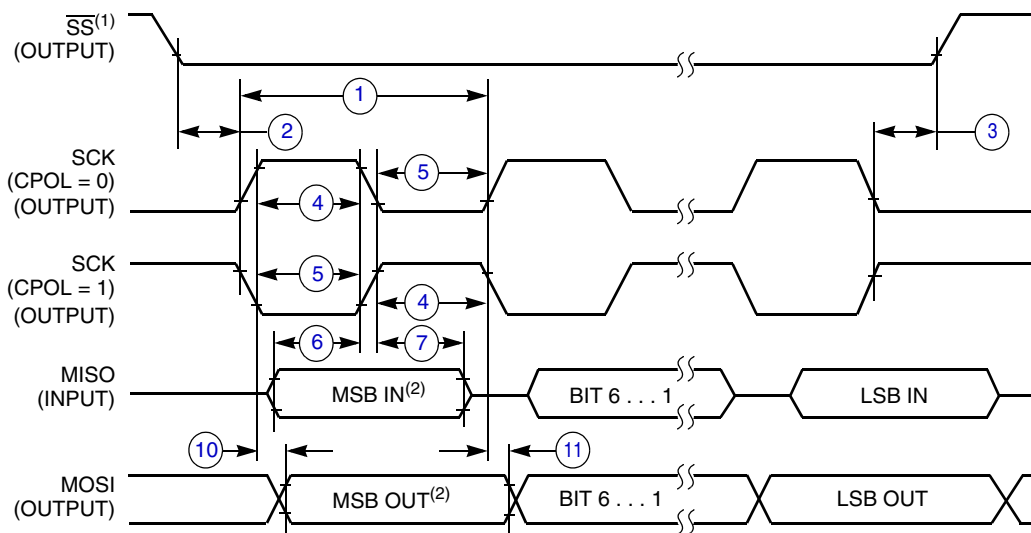 SS(1)
(OUTPUT)
1
2
3
SCK
(CPOL = 0)
(OUTPUT)
5
4
SCK
(CPOL = 1)
(OUTPUT)
5
4
6
7
MISO
(INPUT)
MSB IN(2)
BIT 6 . . . 1
LSB IN
10
11
MOSI
(OUTPUT)
MSB OUT(2)
BIT 6 . . . 1
LSB OUT